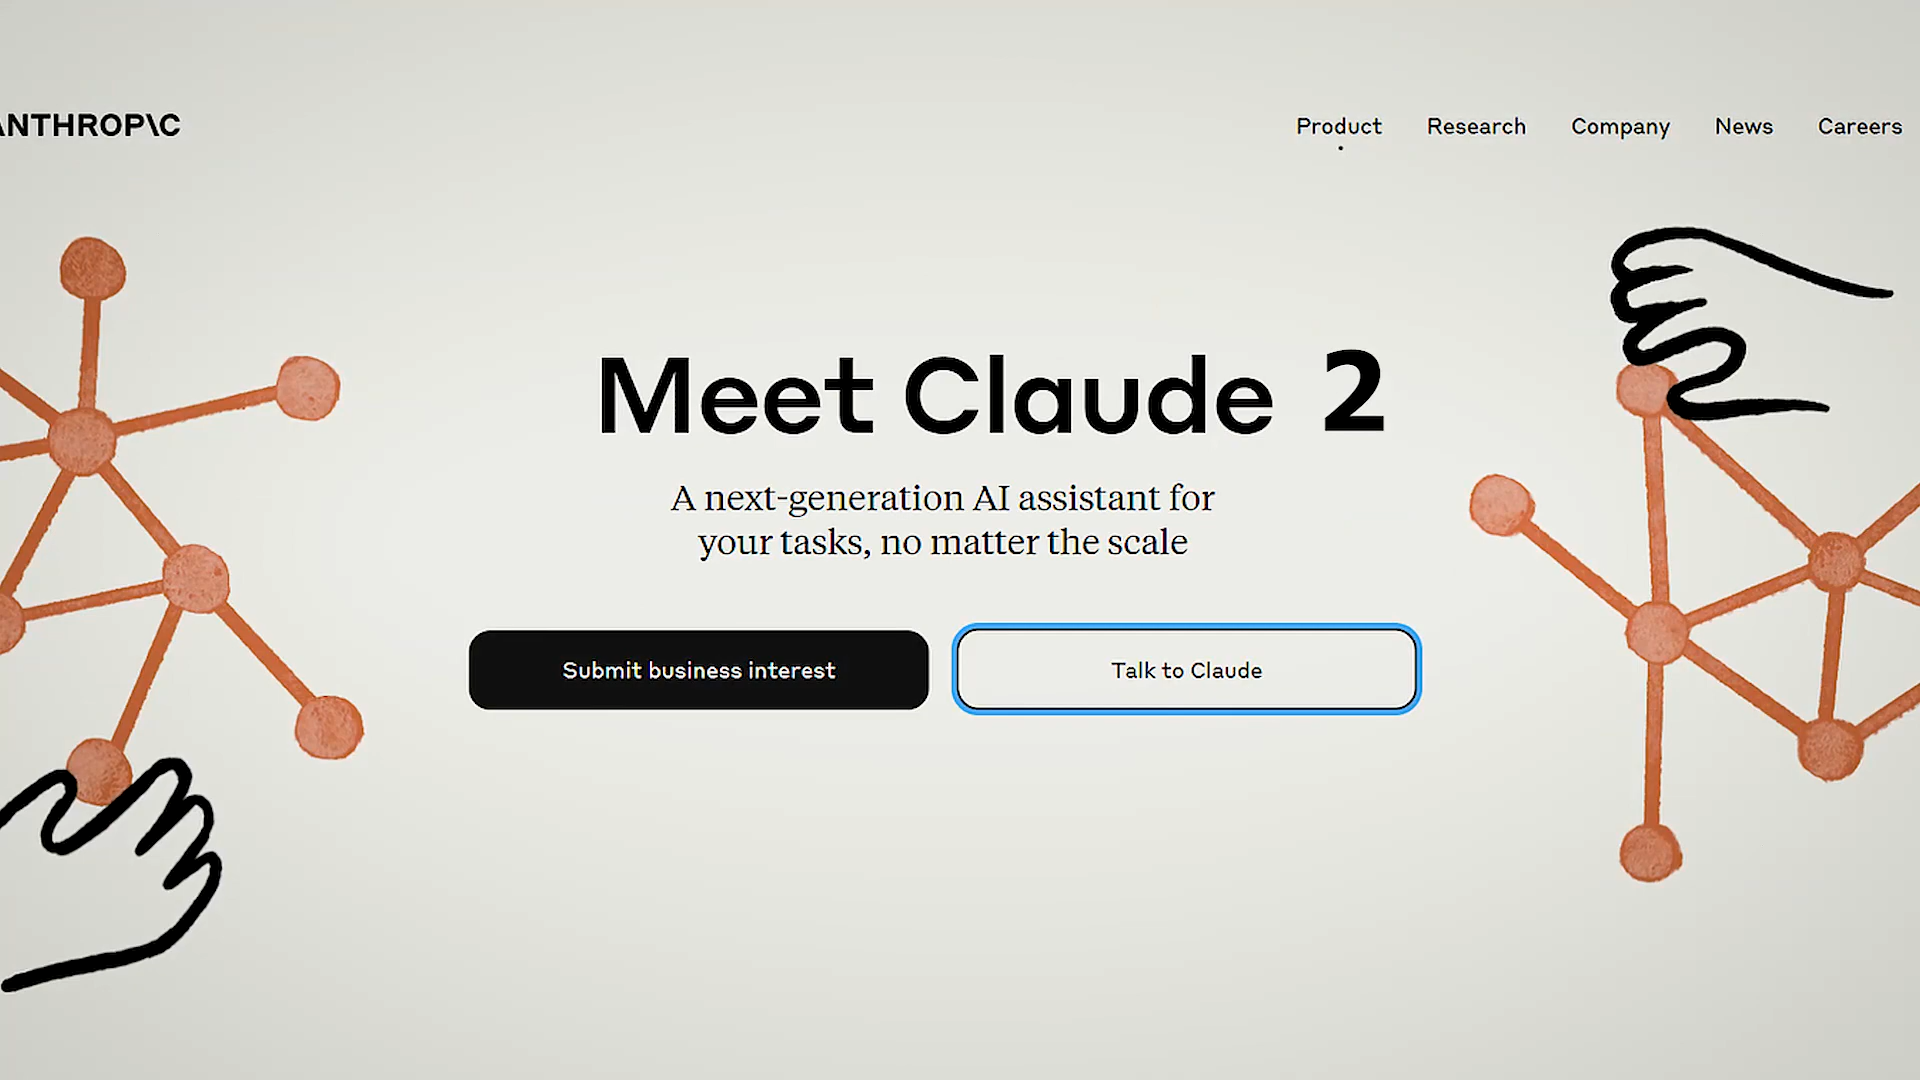 ANTHROP\C
Product Research Company News Careers
Meet Claude 2
A next-generation AI assistant for
your tasks, no matter the scale
Submit business interest
Talk to Claude